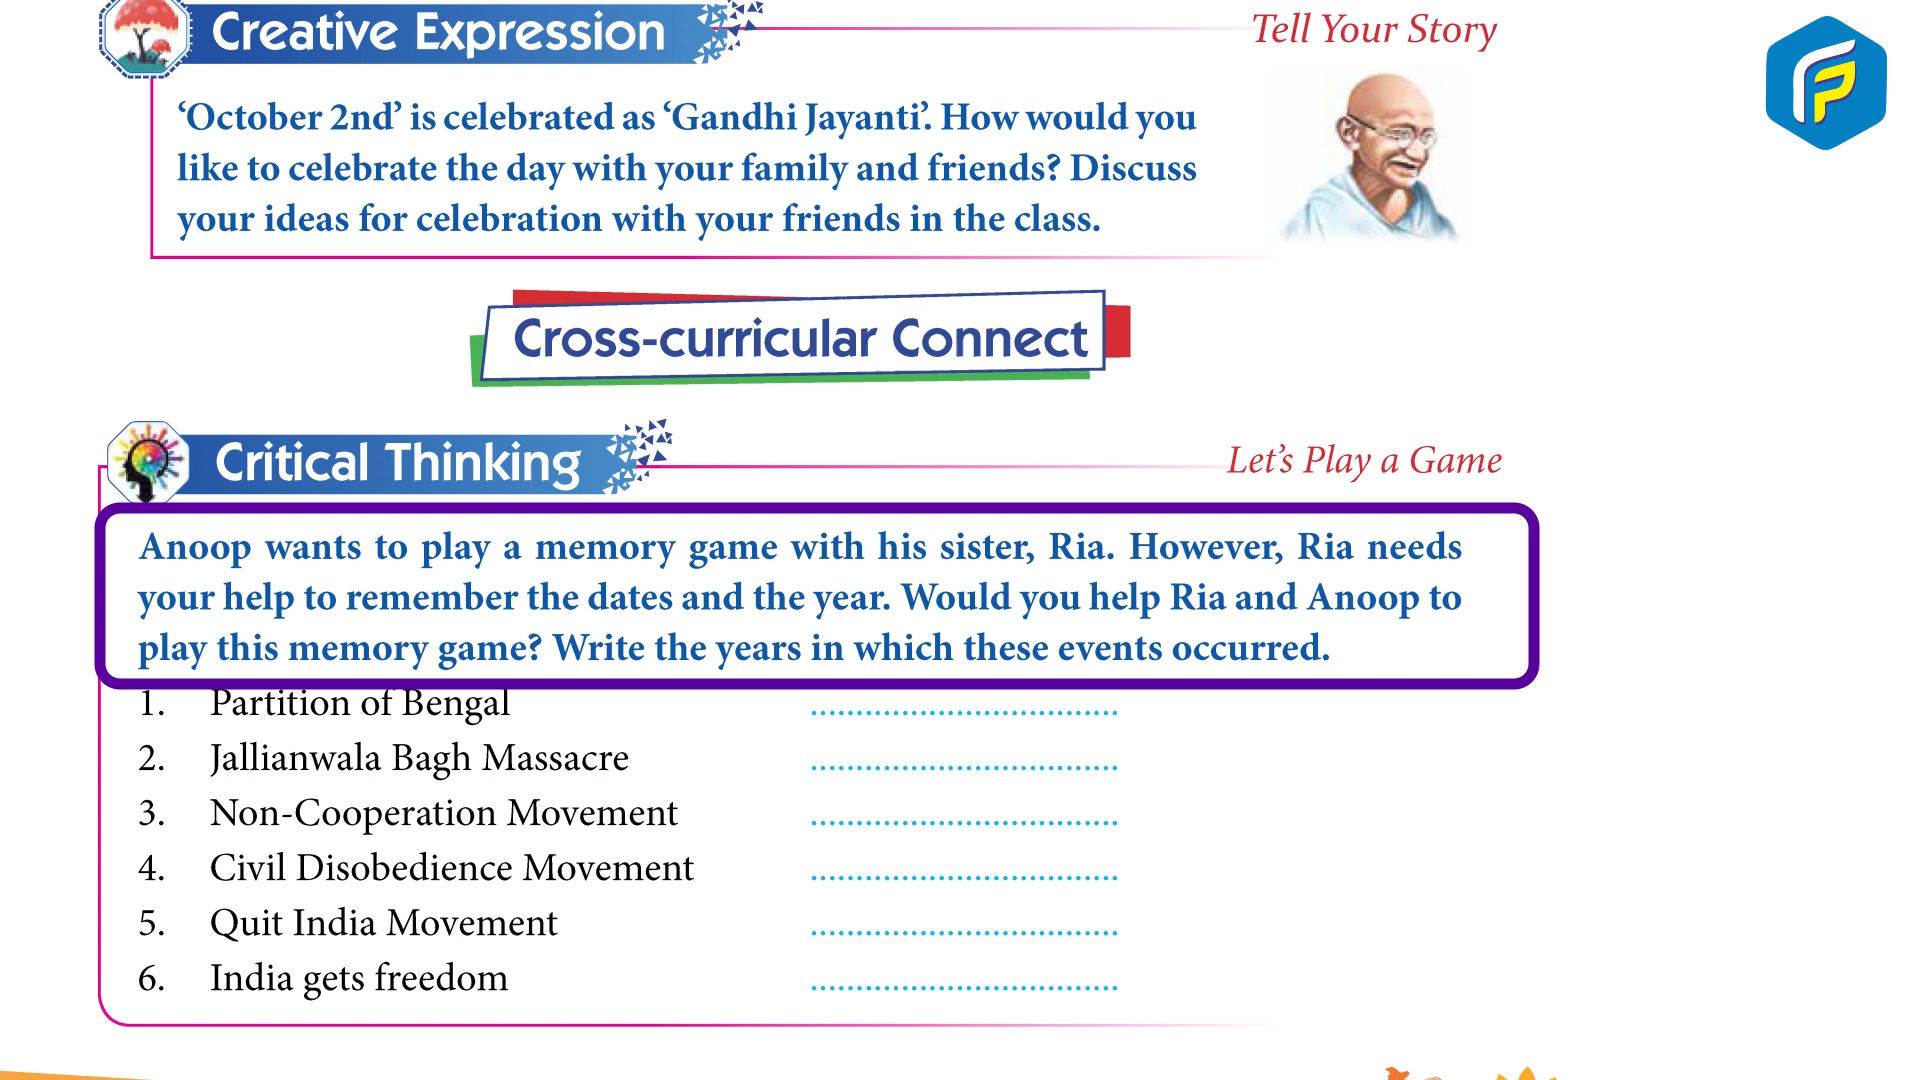 Creative Expression
Tell Your Story
‘October 2nd’ is celebrated as ‘Gandhi Jayanti’. How would you
like to celebrate the day with your family and friends? Discuss
your ideas for celebration with your friends in the class.
Cross-curricular Connect
Critical Thinking
Let’s Play a Game
Anoop wants to play a memory game with his sister, Ria. However, Ria needs
your help to remember the dates and the year. Would you help Ria and Anoop to
play this memory game? Write the years in which these events occurred.
1. Partition of Bengal ..................................
2. Jallianwala Bagh Massacre ..................................
3. Non-Cooperation Movement ..................................
4. Civil Disobedience Movement ..................................
5. Quit India Movement ..................................
6. India gets freedom ..................................